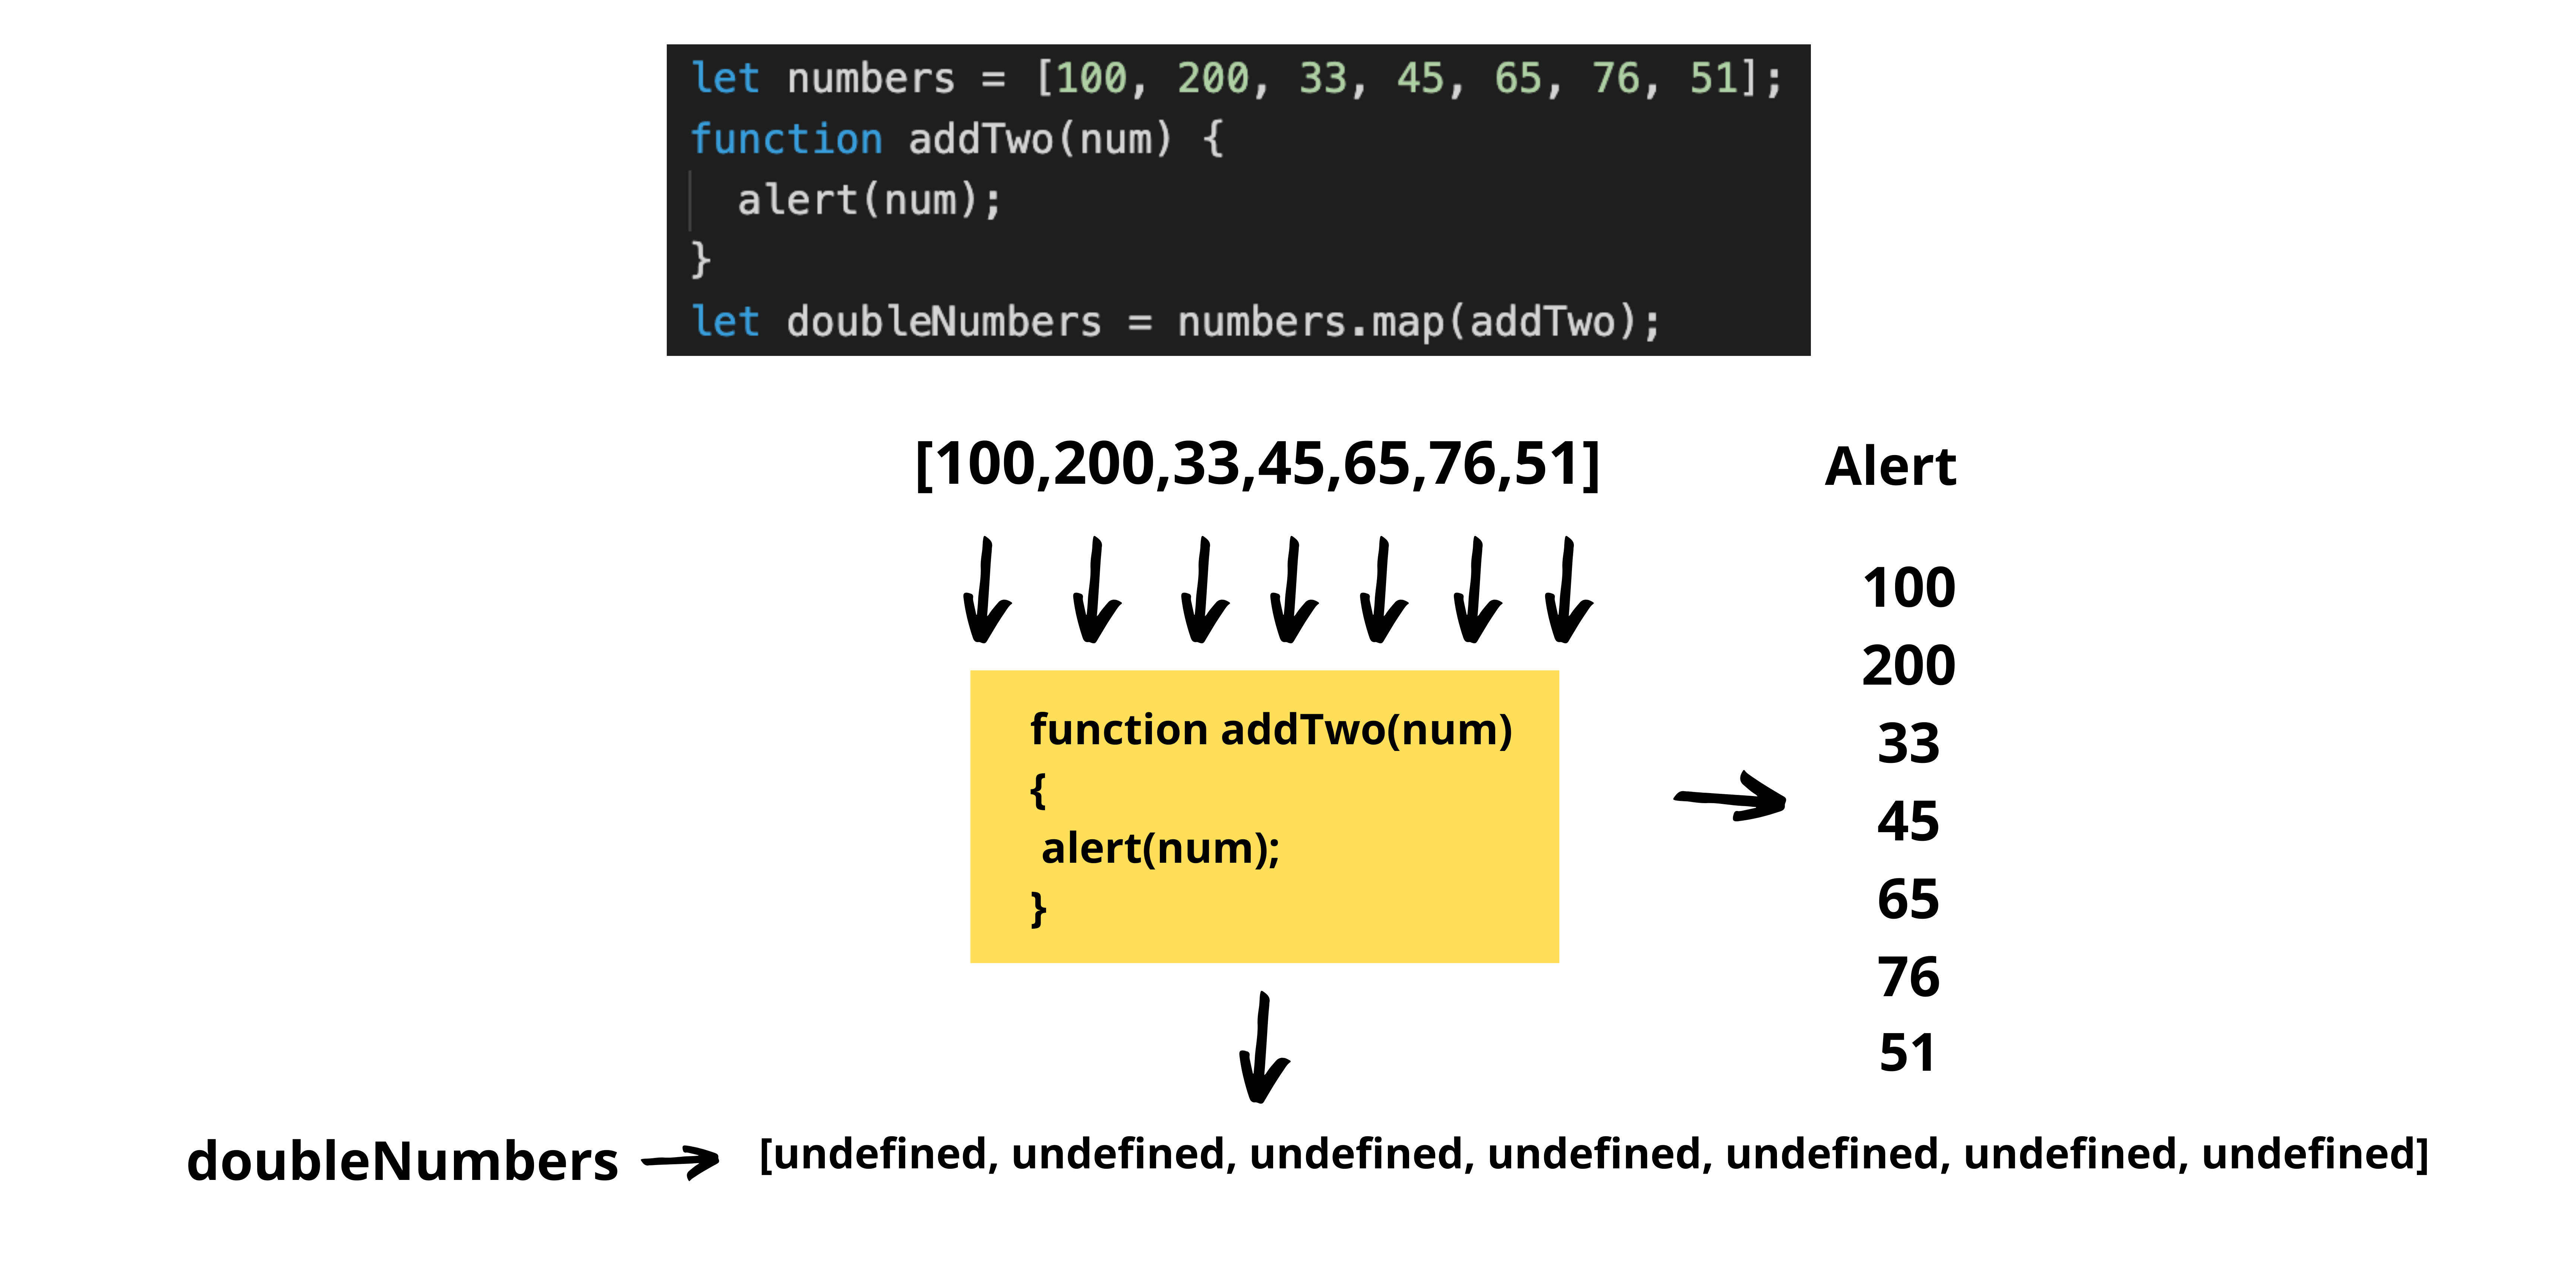 let numbers = [100, 200, 33, 45, 65, 76, 51];
function addTwo(num) {
alert(num);
}
let doubleNumbers = numbers.map(addTwo);
[100,200,33,45,65,76,51]
Alert
100
200
33
45
65
76
51
function addTwo(num)
{
alert(num);
}
doubleNumbers
[undefined, undefined, undefined, undefined, undefined, undefined, undefined]